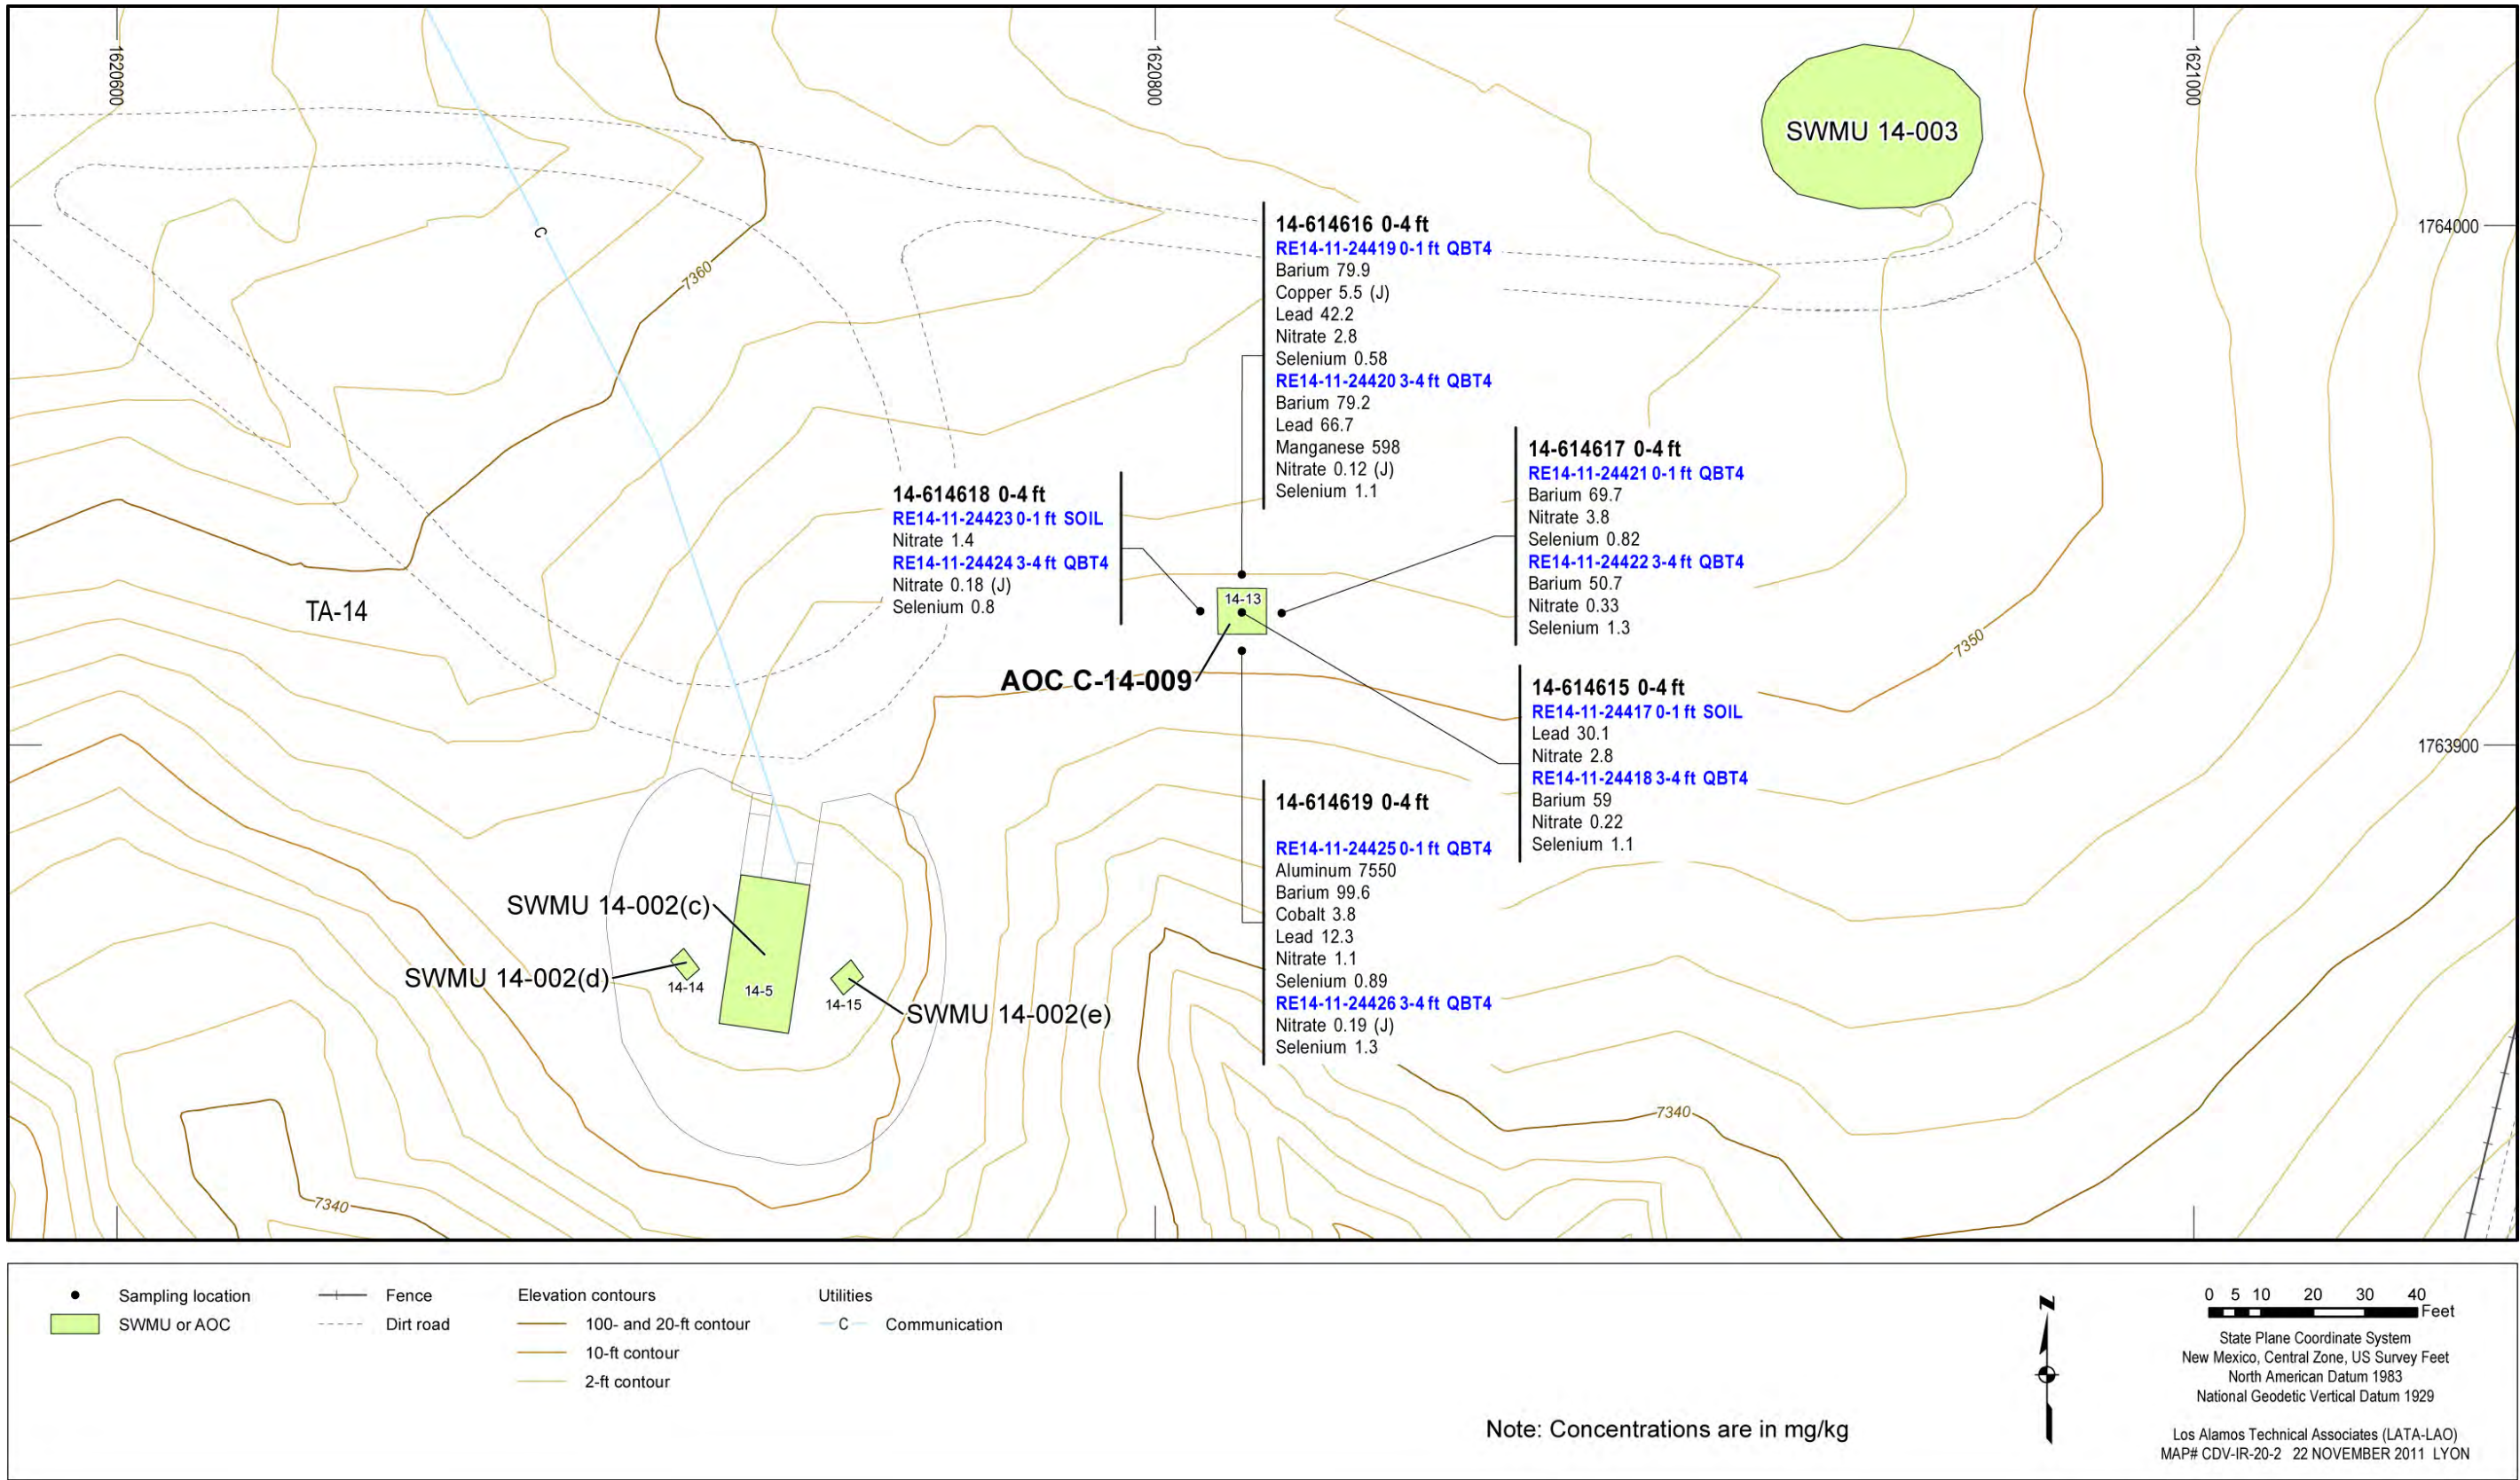 1620600
1620800
1621000
SWMU 14-003
1764000
C
7360
14-614616 0-4 ft
RE14-11-24419 0-1 ft QBT4
Barium 79.9
Copper 5.5 (J)
Lead 42.2
Nitrate 2.8
Selenium 0.58
RE14-11-24420 3-4 ft QBT4
Barium 79.2
Lead 66.7
Manganese 598
Nitrate 0.12 (J)
Selenium 1.1
14-614617 0-4 ft
RE14-11-24421 0-1 ft QBT4
Barium 69.7
Nitrate 3.8
Selenium 0.82
RE14-11-24422 3-4 ft QBT4
Barium 50.7
Nitrate 0.33
Selenium 1.3
14-614618 0-4 ft
RE14-11-24423 0-1 ft SOIL
Nitrate 1.4
RE14-11-24424 3-4 ft QBT4
Nitrate 0.18 (J)
Selenium 0.8
TA-14
14-13
AOC C-14-009
7350
14-614615 0-4 ft
RE14-11-24417 0-1 ft SOIL
Lead 30.1
Nitrate 2.8
RE14-11-24418 3-4 ft QBT4
Barium 59
Nitrate 0.22
Selenium 1.1
1763900
14-614619 0-4 ft
RE14-11-24425 0-1 ft QBT4
Aluminum 7550
Barium 99.6
Cobalt 3.8
Lead 12.3
Nitrate 1.1
Selenium 0.89
RE14-11-24426 3-4 ft QBT4
Nitrate 0.19 (J)
Selenium 1.3
SWMU 14-002(c)
SWMU 14-002(d)
14-14
14-5
14-15
SWMU 14-002(e)
7340
7340
Sampling location
SWMU or AOC
Fence
Dirt road
Elevation contours
100- and 20-ft contour
10-ft contour
2-ft contour
Utilities
C Communication
Note: Concentrations are in mg/kg
N
0 5 10 20 30 40
Feet
State Plane Coordinate System
New Mexico, Central Zone, US Survey Feet
North American Datum 1983
National Geodetic Vertical Datum 1929
Los Alamos Technical Associates (LATA-LAO)
MAP# CDV-IR-20-2 22 NOVEMBER 2011 LYON